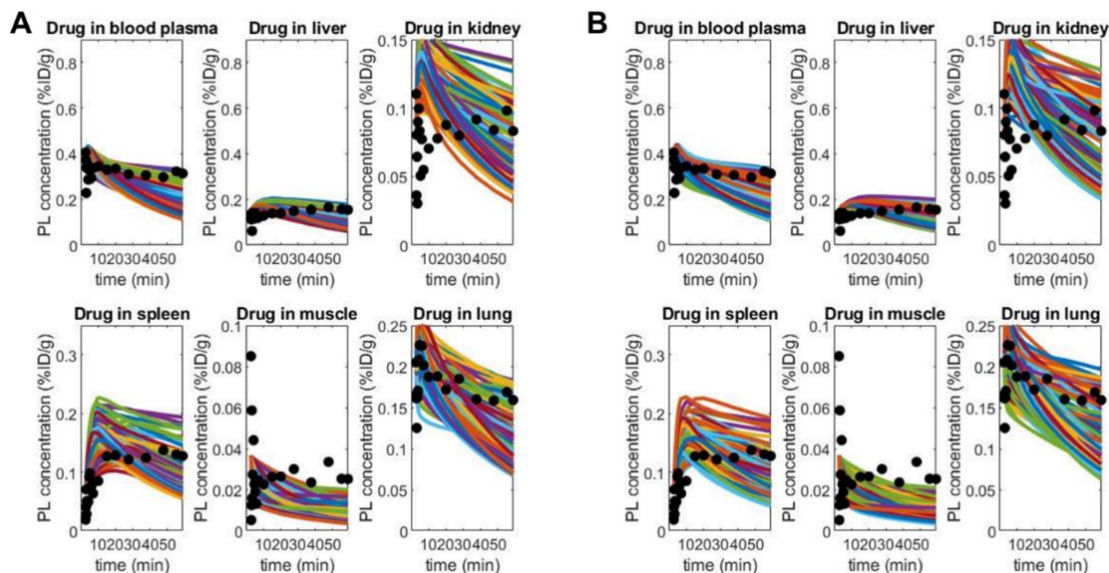 A
B
Drug in blood plasma Drug in liver Drug in kidney
PL concentration (%ID/g)
0.8
0.6
0.4
0.2
0
1020304050
time (min)
PL concentration (%ID/g)
0.8
0.6
0.4
0.2
0
1020304050
time (min)
PL concentration (%ID/g)
0.15
0.1
0.05
0
1020304050
time (min)
Drug in spleen Drug in muscle Drug in lung
PL concentration (%ID/g)
0.3
0.2
0.1
0
1020304050
time (min)
PL concentration (%ID/g)
0.1
0.08
0.06
0.04
0.02
0
1020304050
time (min)
PL concentration (%ID/g)
0.25
0.2
0.15
0.1
0.05
0
1020304050
time (min)
Drug in blood plasma Drug in liver Drug in kidney
PL concentration (%ID/g)
0.8
0.6
0.4
0.2
0
1020304050
time (min)
PL concentration (%ID/g)
0.8
0.6
0.4
0.2
0
1020304050
time (min)
PL concentration (%ID/g)
0.15
0.1
0.05
0
1020304050
time (min)
Drug in spleen Drug in muscle Drug in lung
PL concentration (%ID/g)
0.3
0.2
0.1
0
1020304050
time (min)
PL concentration (%ID/g)
0.1
0.08
0.06
0.04
0.02
0
1020304050
time (min)
PL concentration (%ID/g)
0.25
0.2
0.15
0.1
0.05
0
1020304050
time (min)